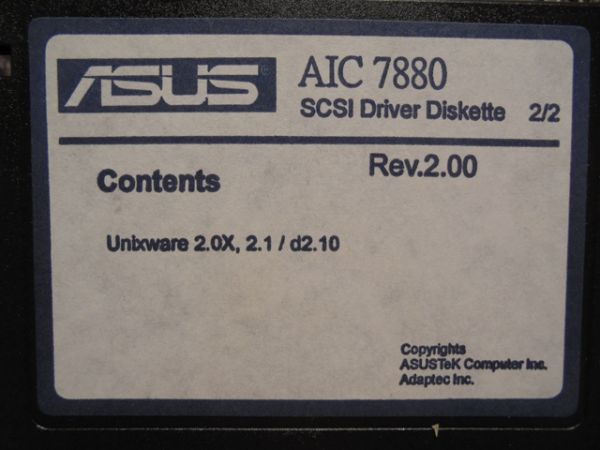 ASUS
AIC 7880
SCSI Driver Diskette 2/2
Rev.2.00
Contents
Unixware 2.0X, 2.1 / d2.10
Copyrights
ASUSTeK Computer Inc.
Adaptec Inc.